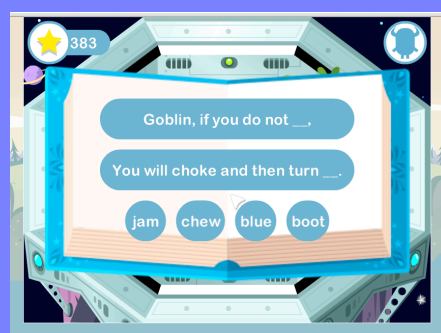 383
Goblin, if you do not __,
You will choke and then turn __.
jam chew blue boot